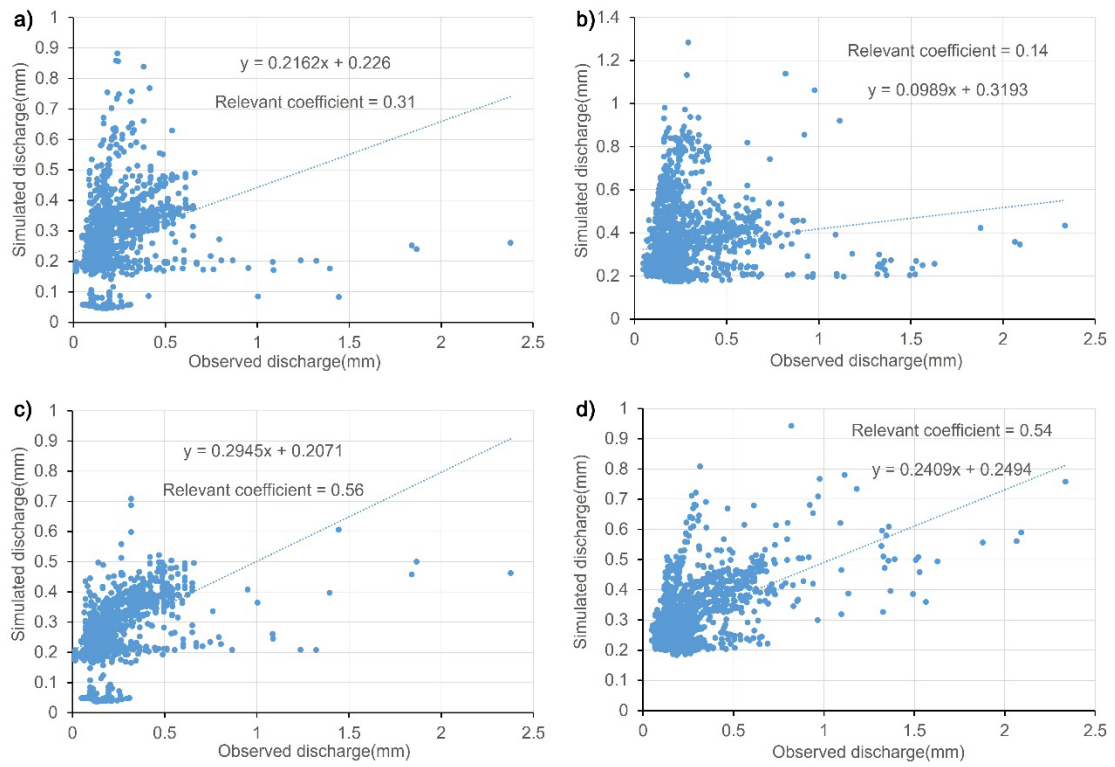 a)
y = 0.2162x + 0.226
Relevant coefficient = 0.31
Simulated discharge(mm)
1
0.9
0.8
0.7
0.6
0.5
0.4
0.3
0.2
0.1
0
0 0.5 1 1.5 2 2.5
Observed discharge(mm)
b)
Relevant coefficient = 0.14
y = 0.0989x + 0.3193
Simulated discharge(mm)
1.4
1.2
1
0.8
0.6
0.4
0.2
0
0 0.5 1 1.5 2 2.5
Observed discharge(mm)
c)
y = 0.2945x + 0.2071
Relevant coefficient = 0.56
Simulated discharge(mm)
1
0.9
0.8
0.7
0.6
0.5
0.4
0.3
0.2
0.1
0
0 0.5 1 1.5 2 2.5
Observed discharge(mm)
d)
Relevant coefficient = 0.54
y = 0.2409x + 0.2494
Simulated discharge(mm)
1
0.9
0.8
0.7
0.6
0.5
0.4
0.3
0.2
0.1
0
0 0.5 1 1.5 2 2.5
Observed discharge(mm)